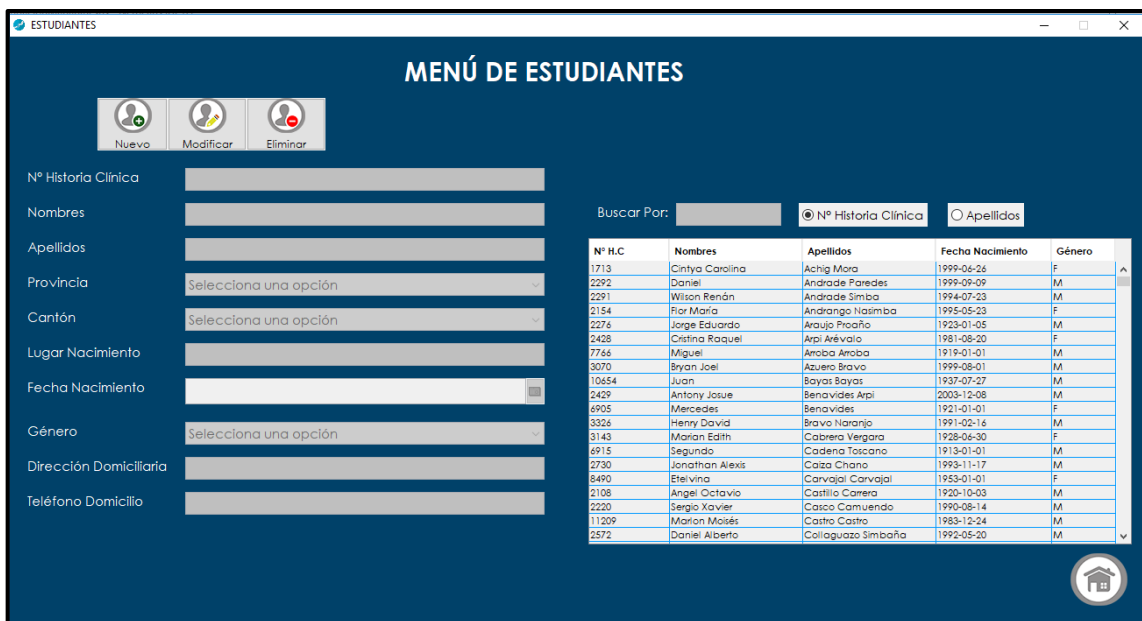 ESTUDIANTES
MENÚ DE ESTUDIANTES
Nuevo Modificar Eliminar
Nº Historia Clínica
Nombres
Apellidos
Provincia Selecciona una opción
Cantón Selecciona una opción
Lugar Nacimiento
Fecha Nacimiento
Género Selecciona una opción
Dirección Domiciliaria
Teléfono Domicilio
Buscar Por: Nº Historia Clínica Apellidos
Nº H.C Nombres Apellidos Fecha Nacimiento Género
1713 Cintya Carolina Achig Mora 1999-06-26 F
2292 Daniel Andrade Paredes 1999-09-09 M
2291 Wilson Renán Andrade Simba 1994-07-23 M
2154 Flor María Andrango Nasimba 1995-05-23 F
2276 Jorge Eduardo Araujo Proaño 1923-01-05 M
2428 Cristina Raquel Arpi Arévalo 1981-08-20 F
7766 Miguel Arroba Arroba 1919-01-01 M
3070 Bryan Joel Azuero Bravo 1999-08-01 M
10654 Juan Bayas Bayas 1937-07-27 M
2429 Antony Josue Benavides Arpi 2003-12-08 M
6905 Mercedes Benavides 1921-01-01 F
3326 Henry David Bravo Naranjo 1991-02-16 M
3143 Marian Edith Cabrera Vergara 1928-06-30 F
6915 Segundo Cadena Toscano 1913-01-01 M
2730 Jonathan Alexis Caiza Chano 1993-11-17 M
8490 Etelvina Carvajal Carvajal 1953-01-01 F
2108 Angel Octavio Castillo Carrera 1920-10-03 M
2220 Sergio Xavier Casco Camuendo 1990-08-14 M
11209 Marlon Moisés Castro Castro 1983-12-24 M
2572 Daniel Alberto Collaguazo Simbaña 1992-05-20 M